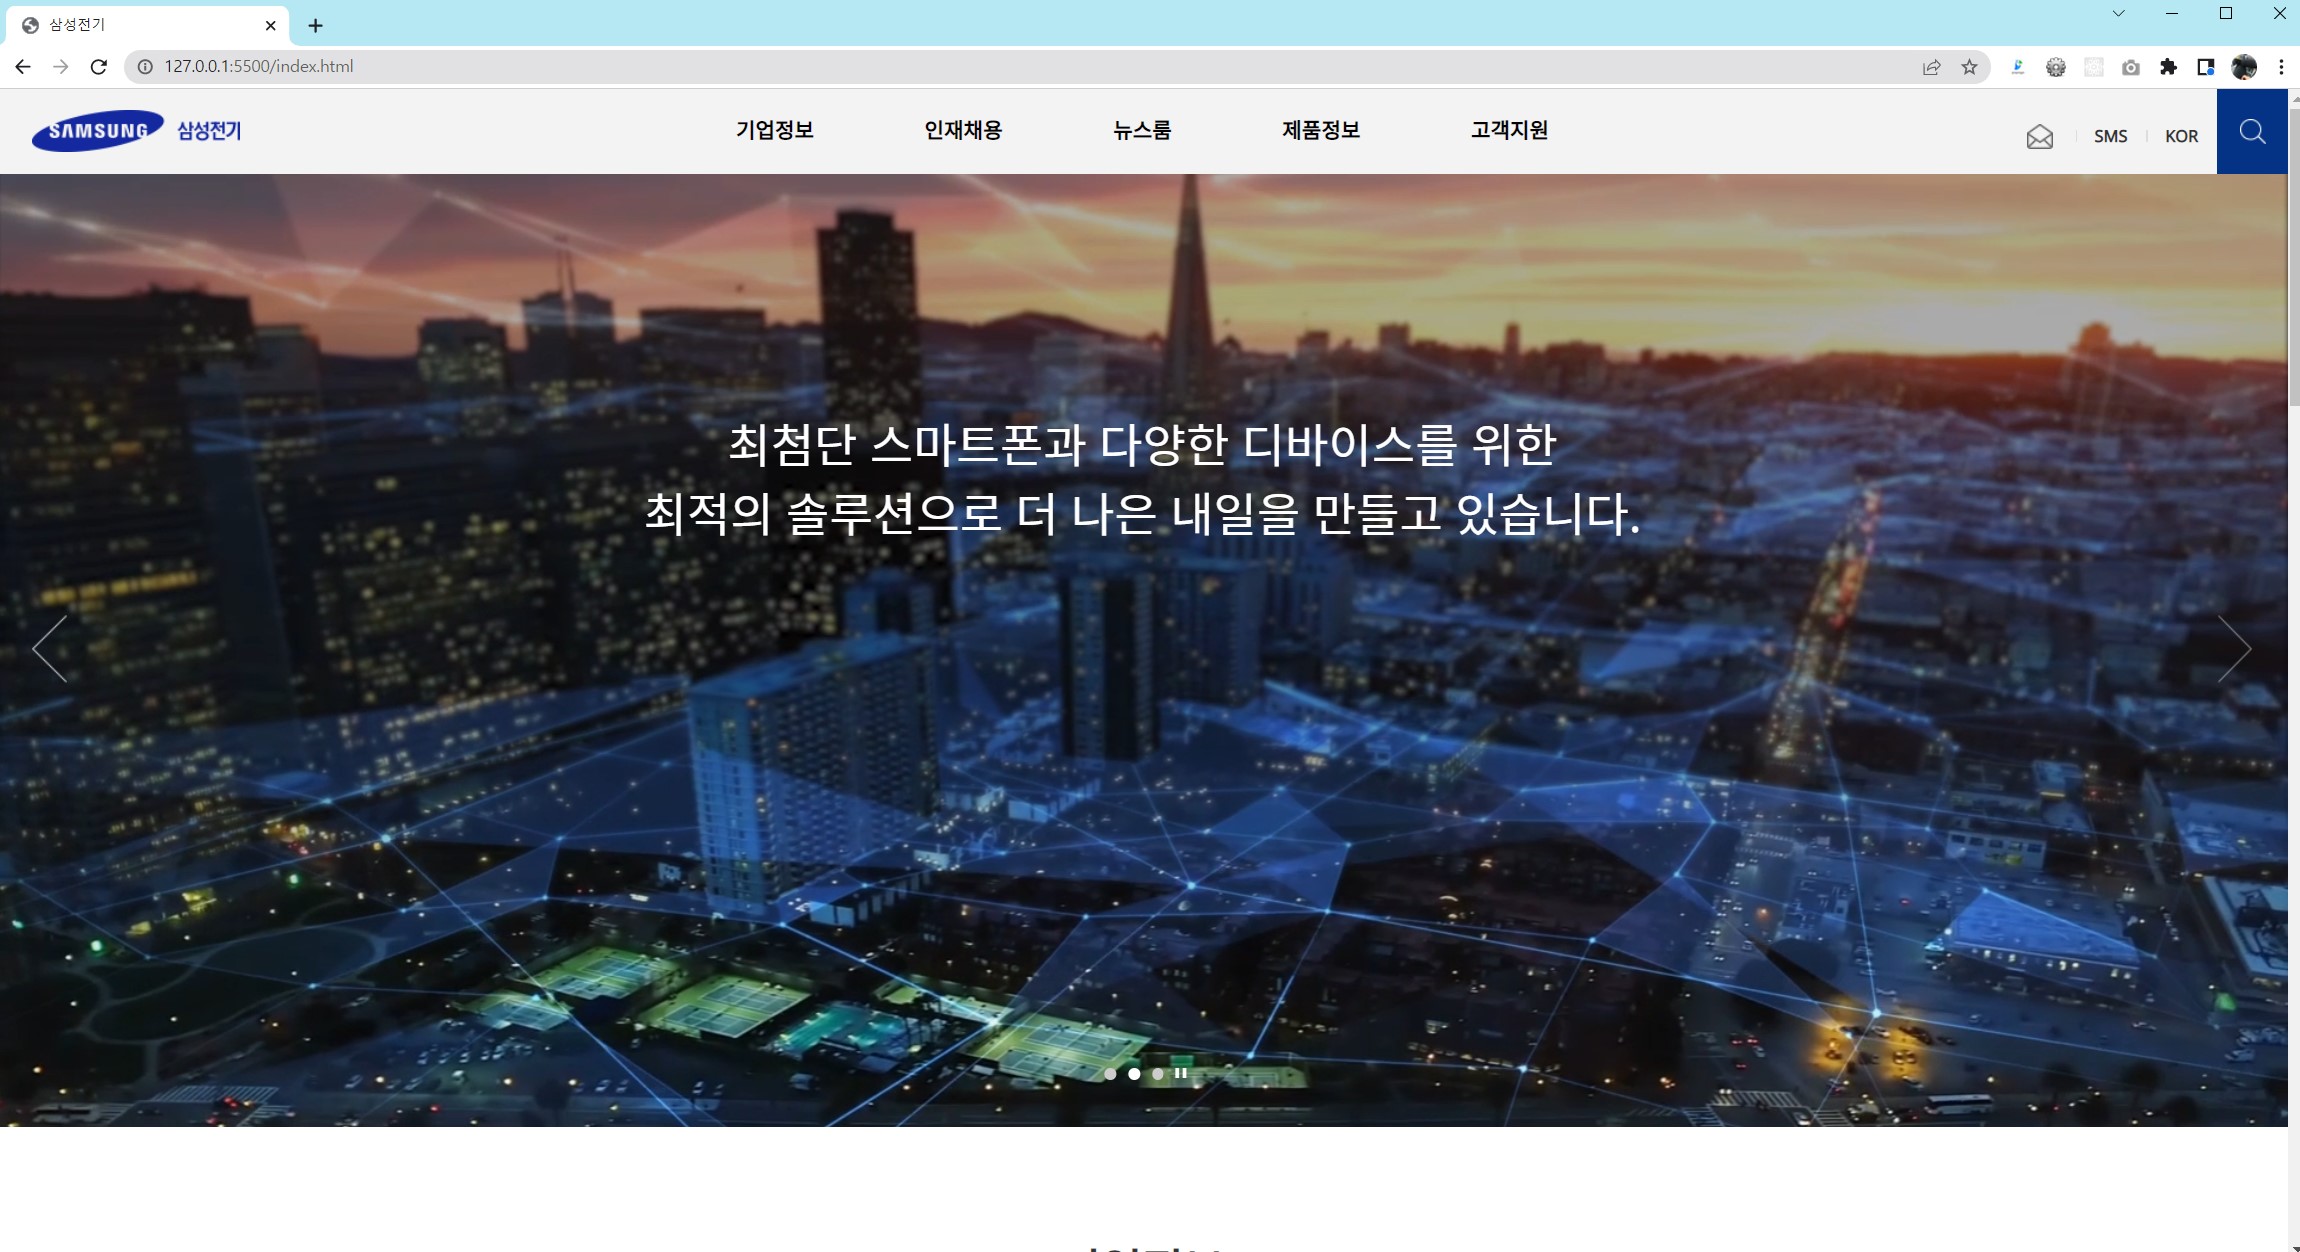 삼성전기
127.0.0.1:5500/index.html
SAMSUNG 삼성전기
기업정보 인재채용 뉴스룸 제품정보 고객지원
SMS KOR
최첨단 스마트폰과 다양한 디바이스를 위한
최적의 솔루션으로 더 나은 내일을 만들고 있습니다.